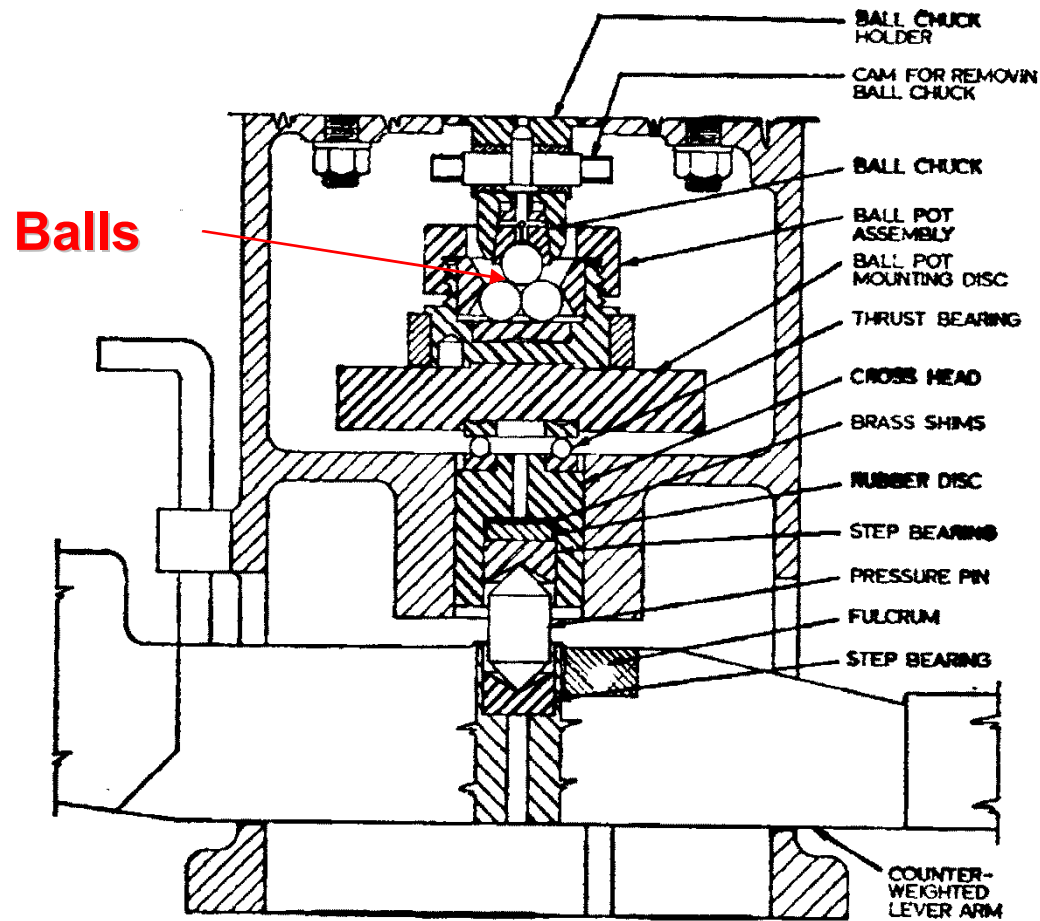 BALL CHUCK
HOLDER
CAM FOR REMOVIN
BALL CHUCK
BALL CHUCK
Balls
BALL POT
ASSEMBLY
BALL POT
MOUNTING DISC
THRUST BEARING
CROSS HEAD
BRASS SHIMS
RUBBER DISC
STEP BEARING
PRESSURE PIN
FULCRUM
STEP BEARING
COUNTER-
WEIGHTED
LEVER ARM